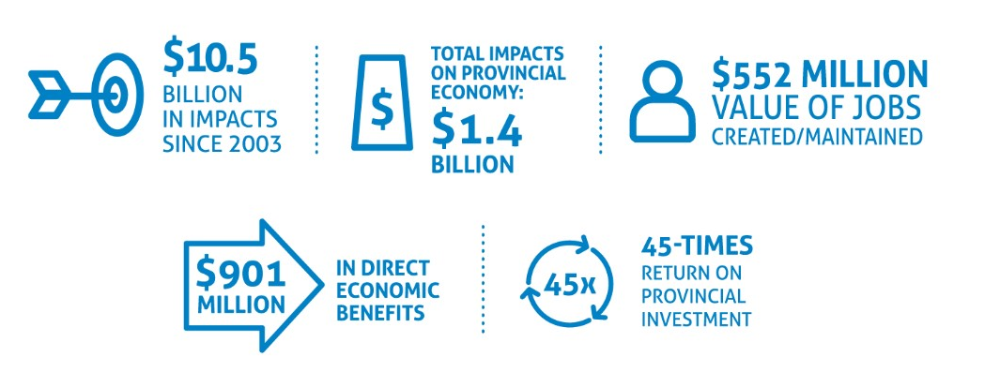 $10.5
BILLION
IN IMPACTS
SINCE 2003
$
TOTAL IMPACTS
ON PROVINCIAL
ECONOMY:
$1.4
BILLION
$552 MILLION
VALUE OF JOBS
CREATED/MAINTAINED
$901
MILLION
IN DIRECT
ECONOMIC
BENEFITS
45x
45-TIMES
RETURN ON
PROVINCIAL
INVESTMENT